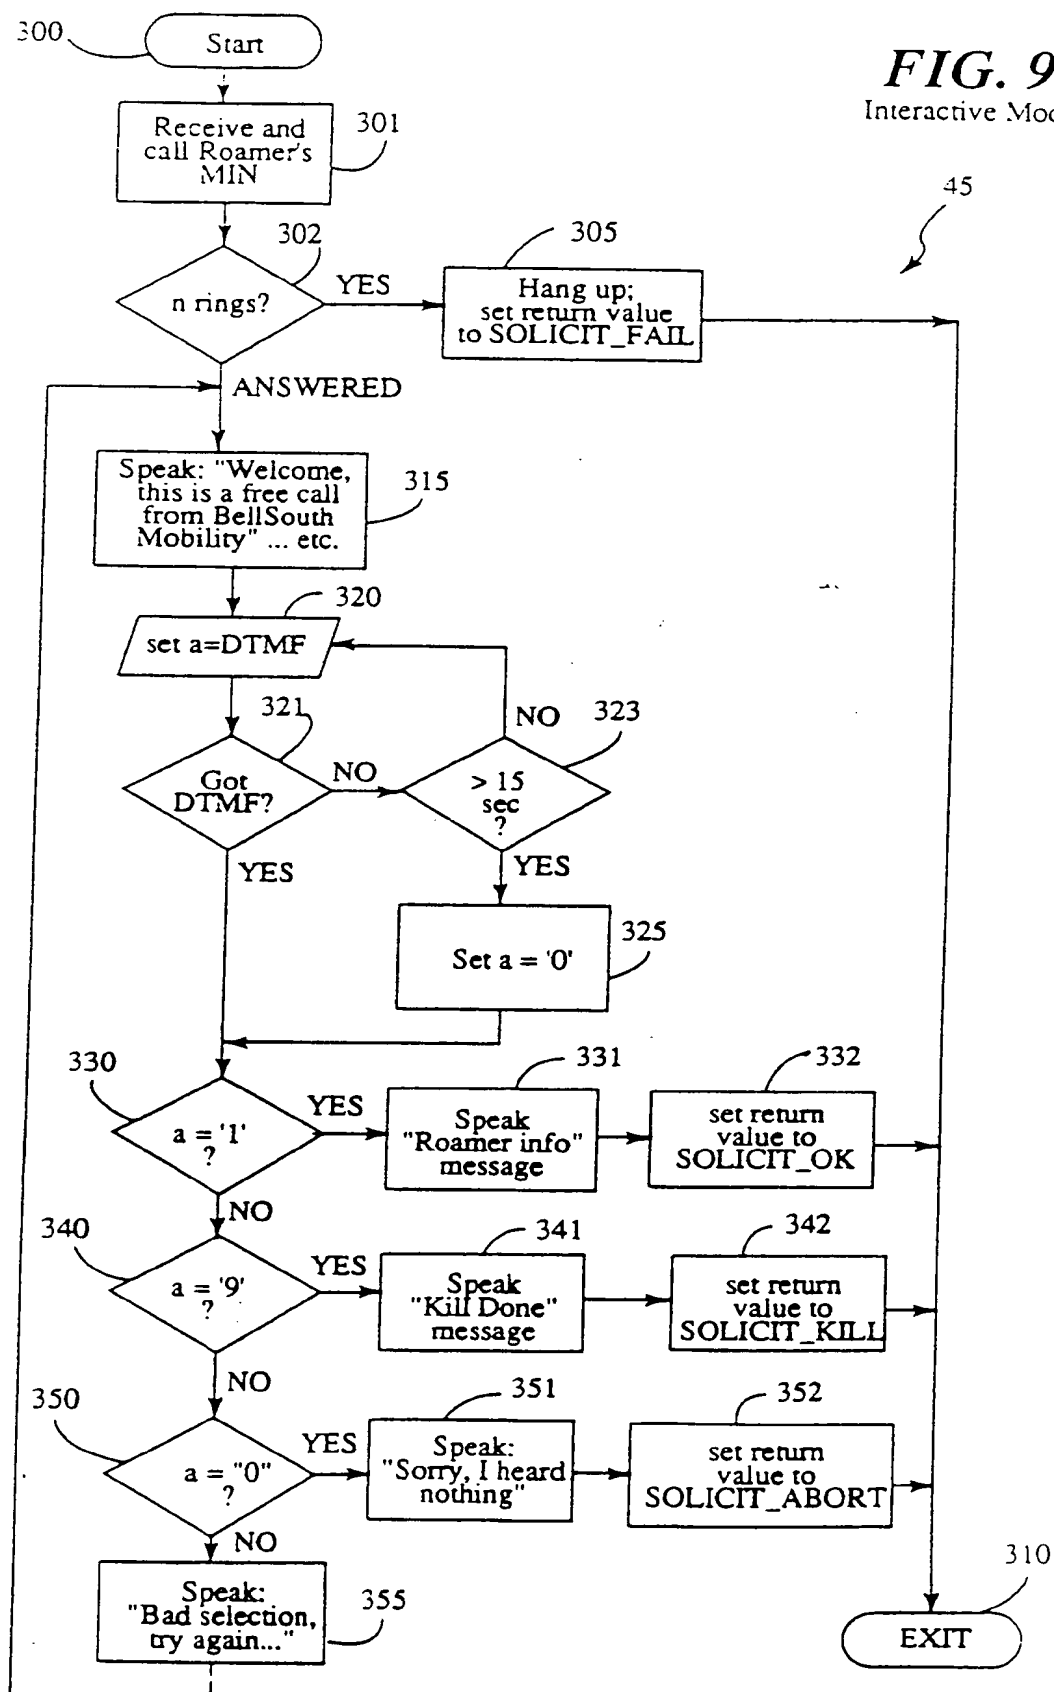 300
Start
FIG. 9
Interactive Mod
Receive and
call Roamer's
MIN
301
45
302
n rings?
YES
305
Hang up;
set return value
to SOLICIT_FAIL
ANSWERED
Speak: "Welcome,
this is a free call
from BellSouth
Mobility" ... etc.
315
320
set a=DTMF
321
Got
DTMF?
NO
NO
323
> 15
sec
?
YES
YES
Set a = '0'
325
330
a = '1'
?
YES
331
Speak
"Roamer info"
message
332
set return
value to
SOLICIT_OK
NO
340
a = '9'
?
YES
341
Speak
"Kill Done"
message
342
set return
value to
SOLICIT_KILL
NO
350
a = "0"
?
YES
351
Speak:
"Sorry, I heard
nothing"
352
set return
value to
SOLICIT_ABORT
NO
Speak:
"Bad selection,
try again..."
355
310
EXIT